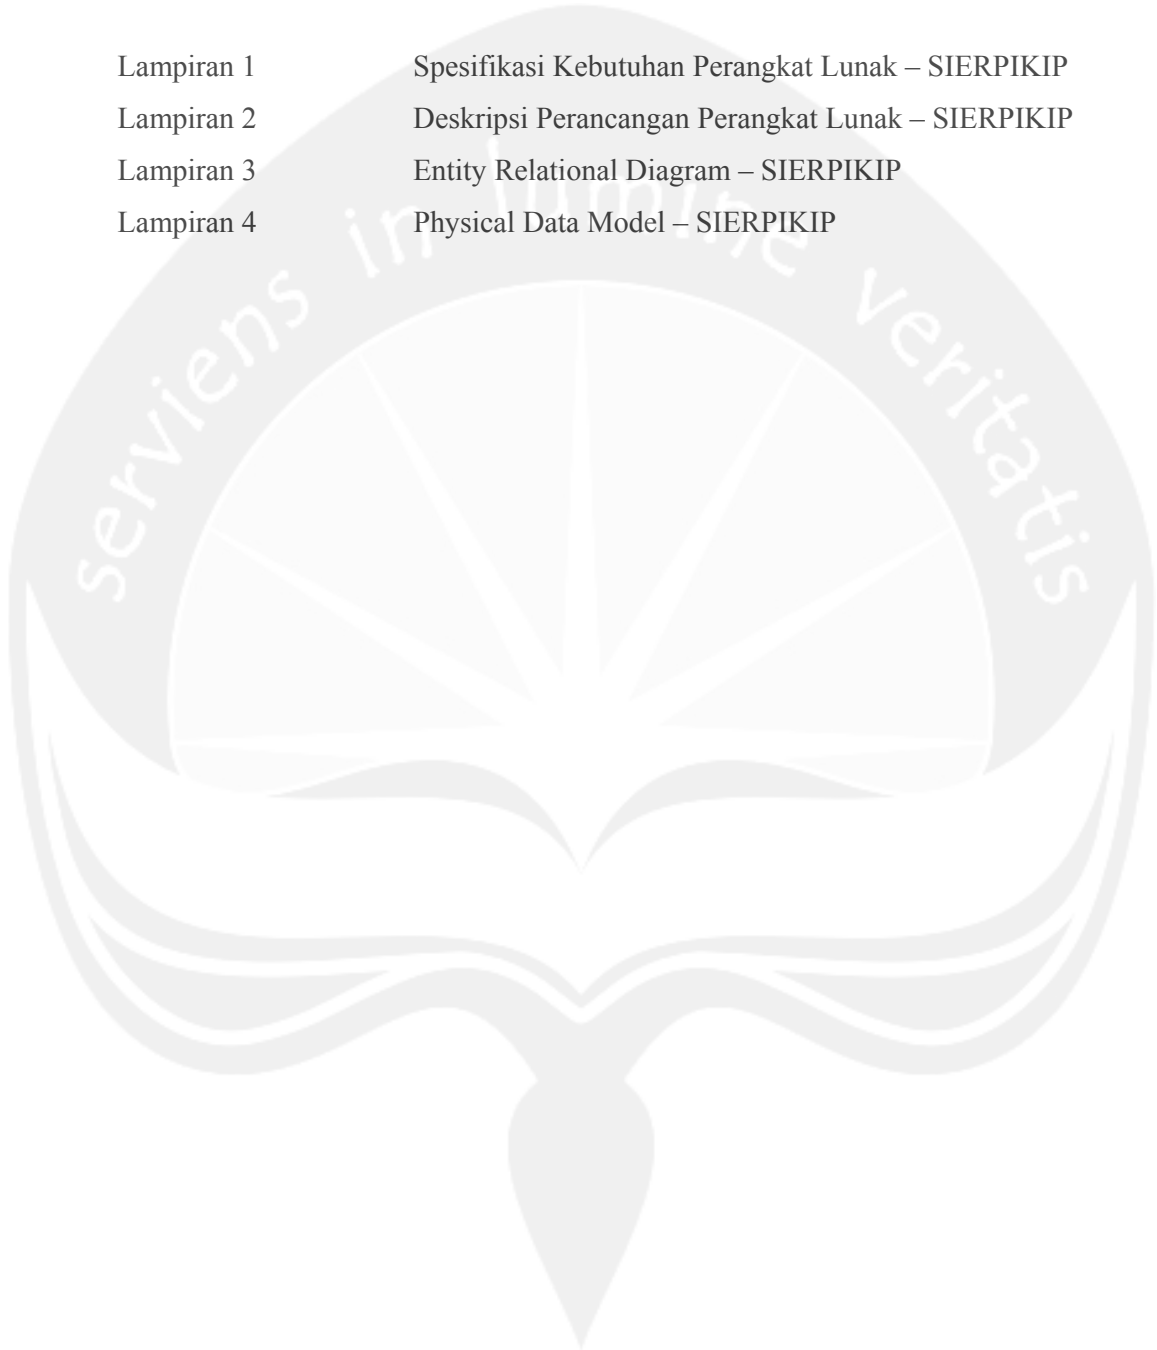 Lampiran 1 Spesifikasi Kebutuhan Perangkat Lunak – SIERPIKIP
Lampiran 2 Deskripsi Perancangan Perangkat Lunak – SIERPIKIP
Lampiran 3 Entity Relational Diagram – SIERPIKIP
Lampiran 4 Physical Data Model – SIERPIKIP
serviens in lumine veritatis